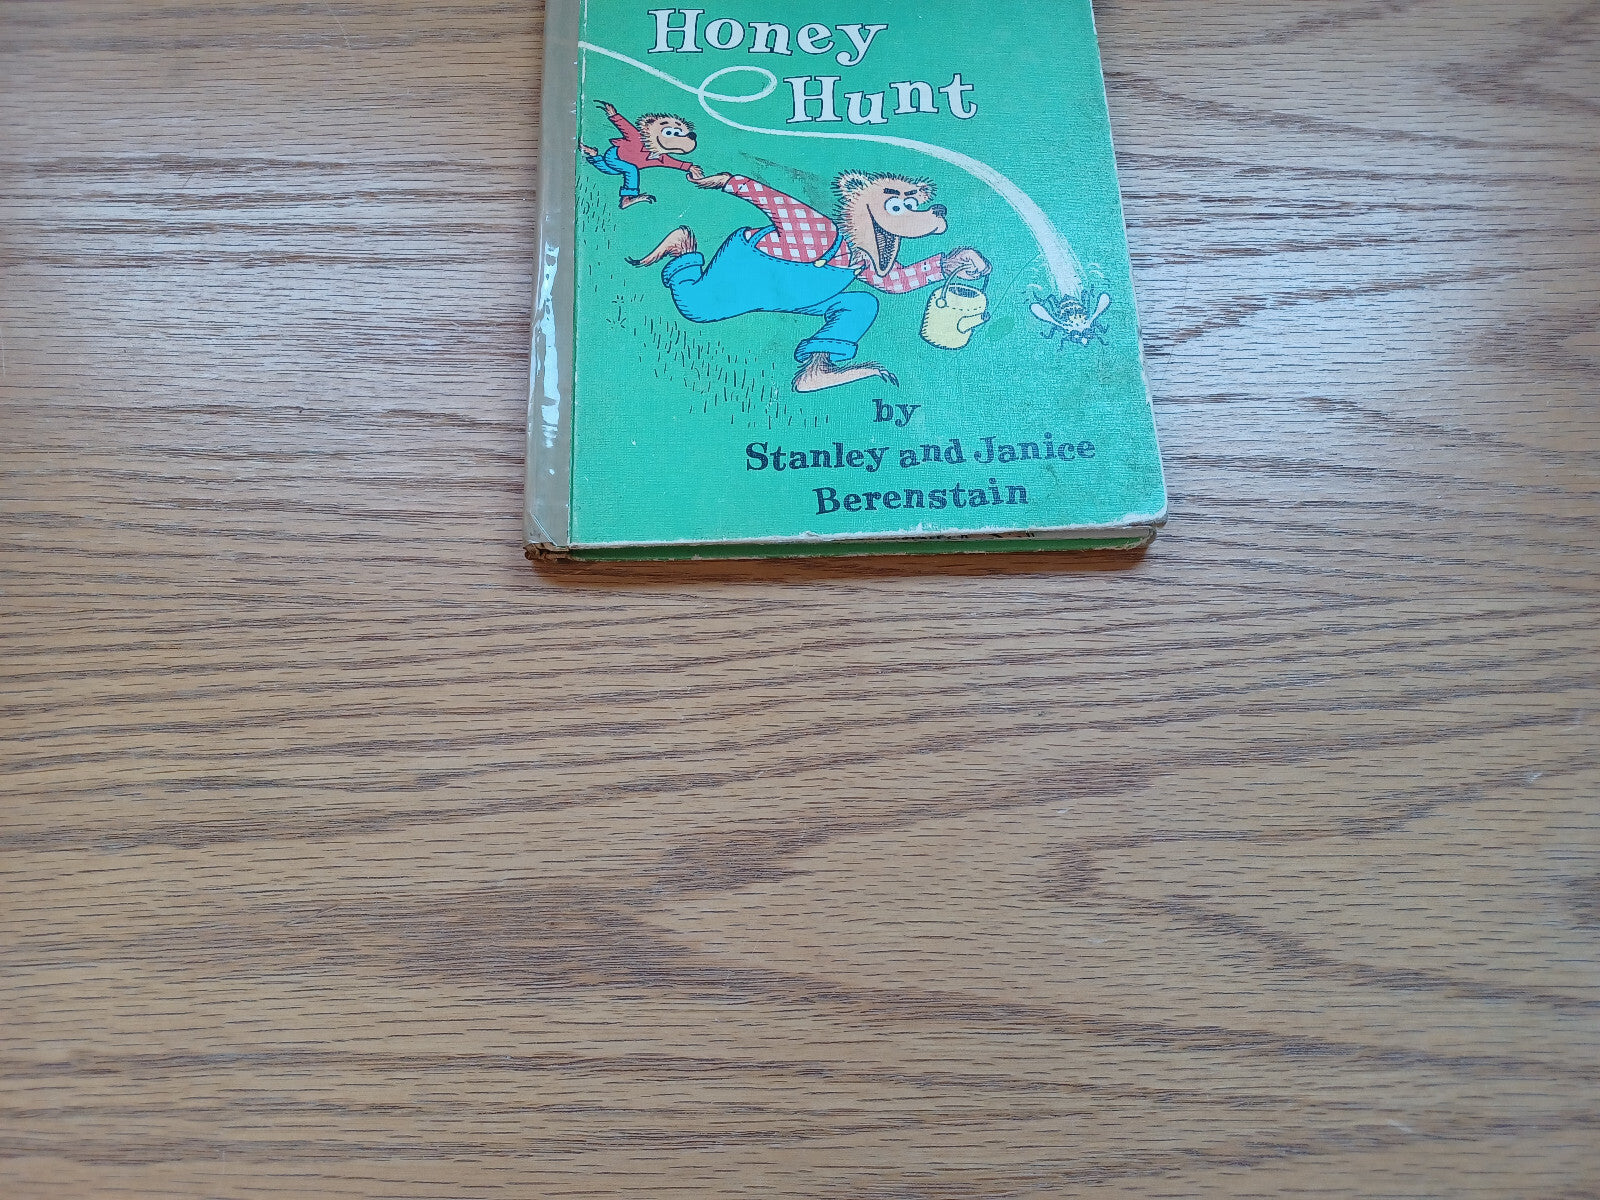 Honey
Hunt
by
Stanley and Janice
Berenstain